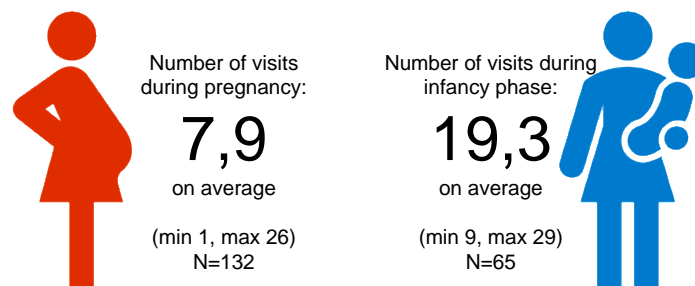 Number of visits
during pregnancy:
7,9
on average
(min 1, max 26)
N=132
Number of visits during
infancy phase:
19,3
on average
(min 9, max 29)
N=65